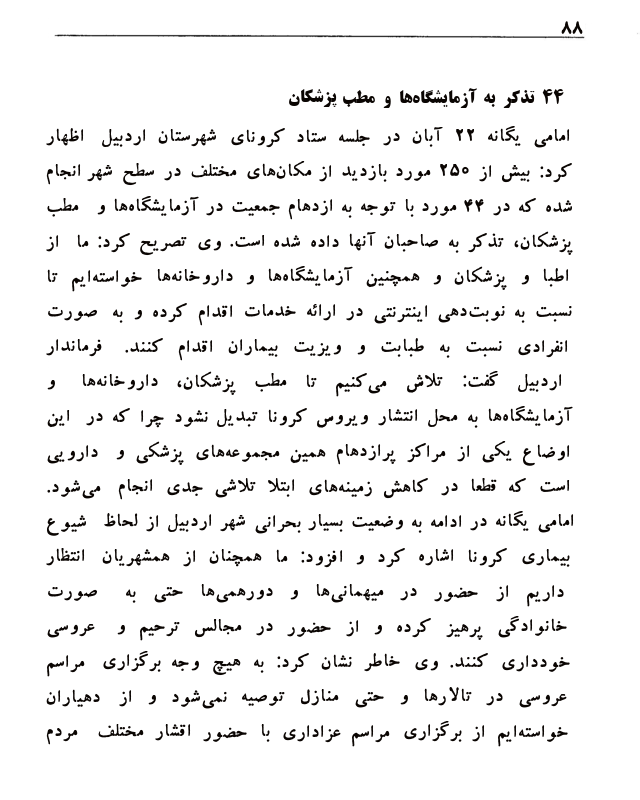 ۸۸
۴۴ تذکر به آزمایشگاه‌ها و مطب پزشکان
امامی یگانه ۲۲ آبان در جلسه ستاد کرونای شهرستان اردبیل اظهار
کرد: بیش از ۲۵۰ مورد بازدید از مکان‌های مختلف در سطح شهر انجام
شده که در ۴۴ مورد با توجه به ازدهام جمعیت در آزمایشگاه‌ها و مطب
پزشکان، تذکر به صاحبان آنها داده شده است. وی تصریح کرد: ما از
اطبا و پزشکان و همچنین آزمایشگاه‌ها و داروخانه‌ها خواسته‌ایم تا
نسبت به نوبت‌دهی اینترنتی در ارائه خدمات اقدام کرده و به صورت
انفرادی نسبت به طبابت و ویزیت بیماران اقدام کنند. فرماندار
اردبیل گفت: تلاش می‌کنیم تا مطب پزشکان، داروخانه‌ها و
آزمایشگاه‌ها به محل انتشار ویروس کرونا تبدیل نشود چرا که در این
اوضاع یکی از مراکز پرازدهام همین مجموعه‌های پزشکی و دارویی
است که قطعا در کاهش زمینه‌های ابتلا تلاشی جدی انجام می‌شود.
امامی یگانه در ادامه به وضعیت بسیار بحرانی شهر اردبیل از لحاظ شیوع
بیماری کرونا اشاره کرد و افزود: ما همچنان از همشهریان انتظار
داریم از حضور در میهمانی‌ها و دورهمی‌ها حتی به صورت
خانوادگی پرهیز کرده و از حضور در مجالس ترحیم و عروسی
خودداری کنند. وی خاطر نشان کرد: به هیچ وجه برگزاری مراسم
عروسی در تالارها و حتی منازل توصیه نمی‌شود و از دهیاران
خواسته‌ایم از برگزاری مراسم عزاداری با حضور اقشار مختلف مردم